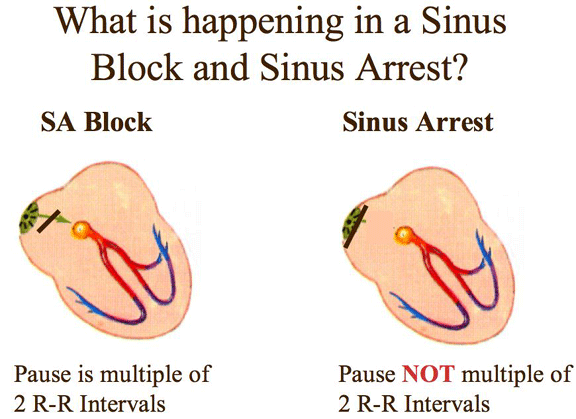 What is happening in a Sinus
Block and Sinus Arrest?
SA Block
Sinus Arrest
Pause is multiple of
2 R-R Intervals
Pause NOT multiple of
2 R-R Intervals